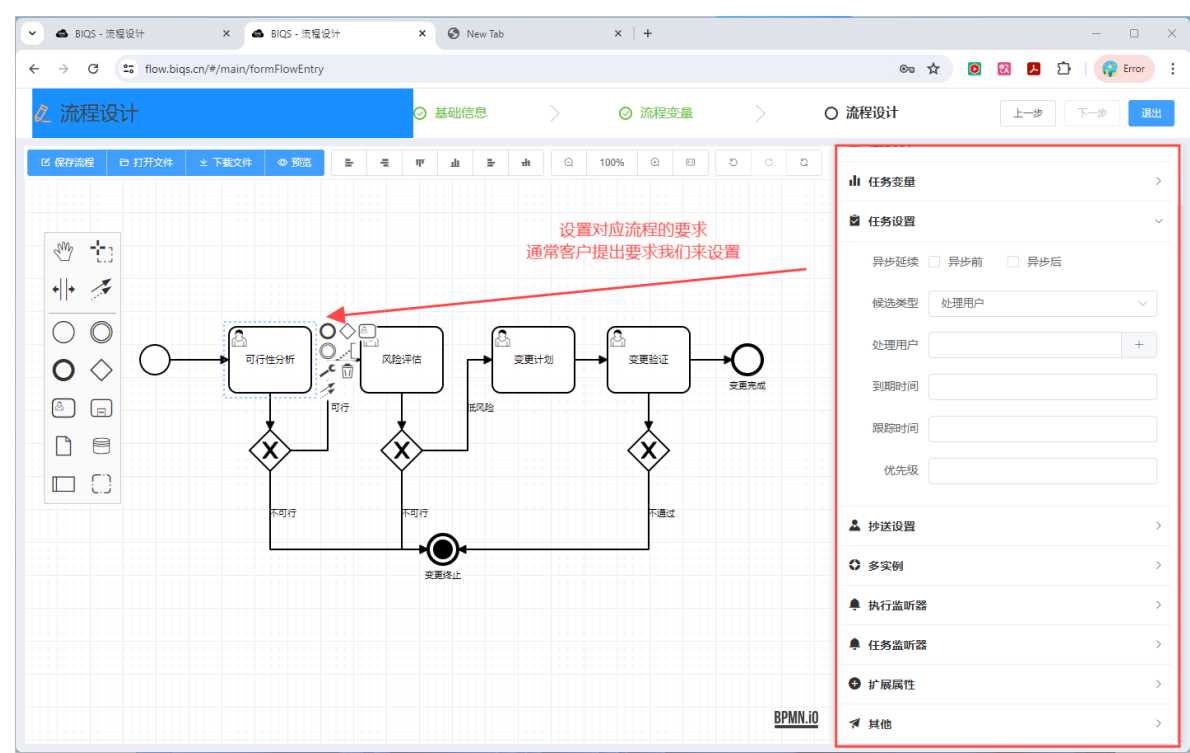 BIQS - 流程设计
BIQS - 流程设计
New Tab
flow.biqs.cn/#/main/formFlowEntry
Error
流程设计
基础信息
流程变量
流程设计
上一步
下一步
退出
保存流程
打开文件
下载文件
预览
100%
设置对应流程的要求
通常客户提出要求我们来设置
可行性分析
风险评估
变更计划
变更验证
变更完成
可行
低风险
不可行
不可行
不通过
变更终止
BPMN.iO
任务变量
任务设置
异步延续
异步前
异步后
候选类型
处理用户
处理用户
到期时间
跟踪时间
优先级
抄送设置
多实例
执行监听器
任务监听器
扩展属性
其他